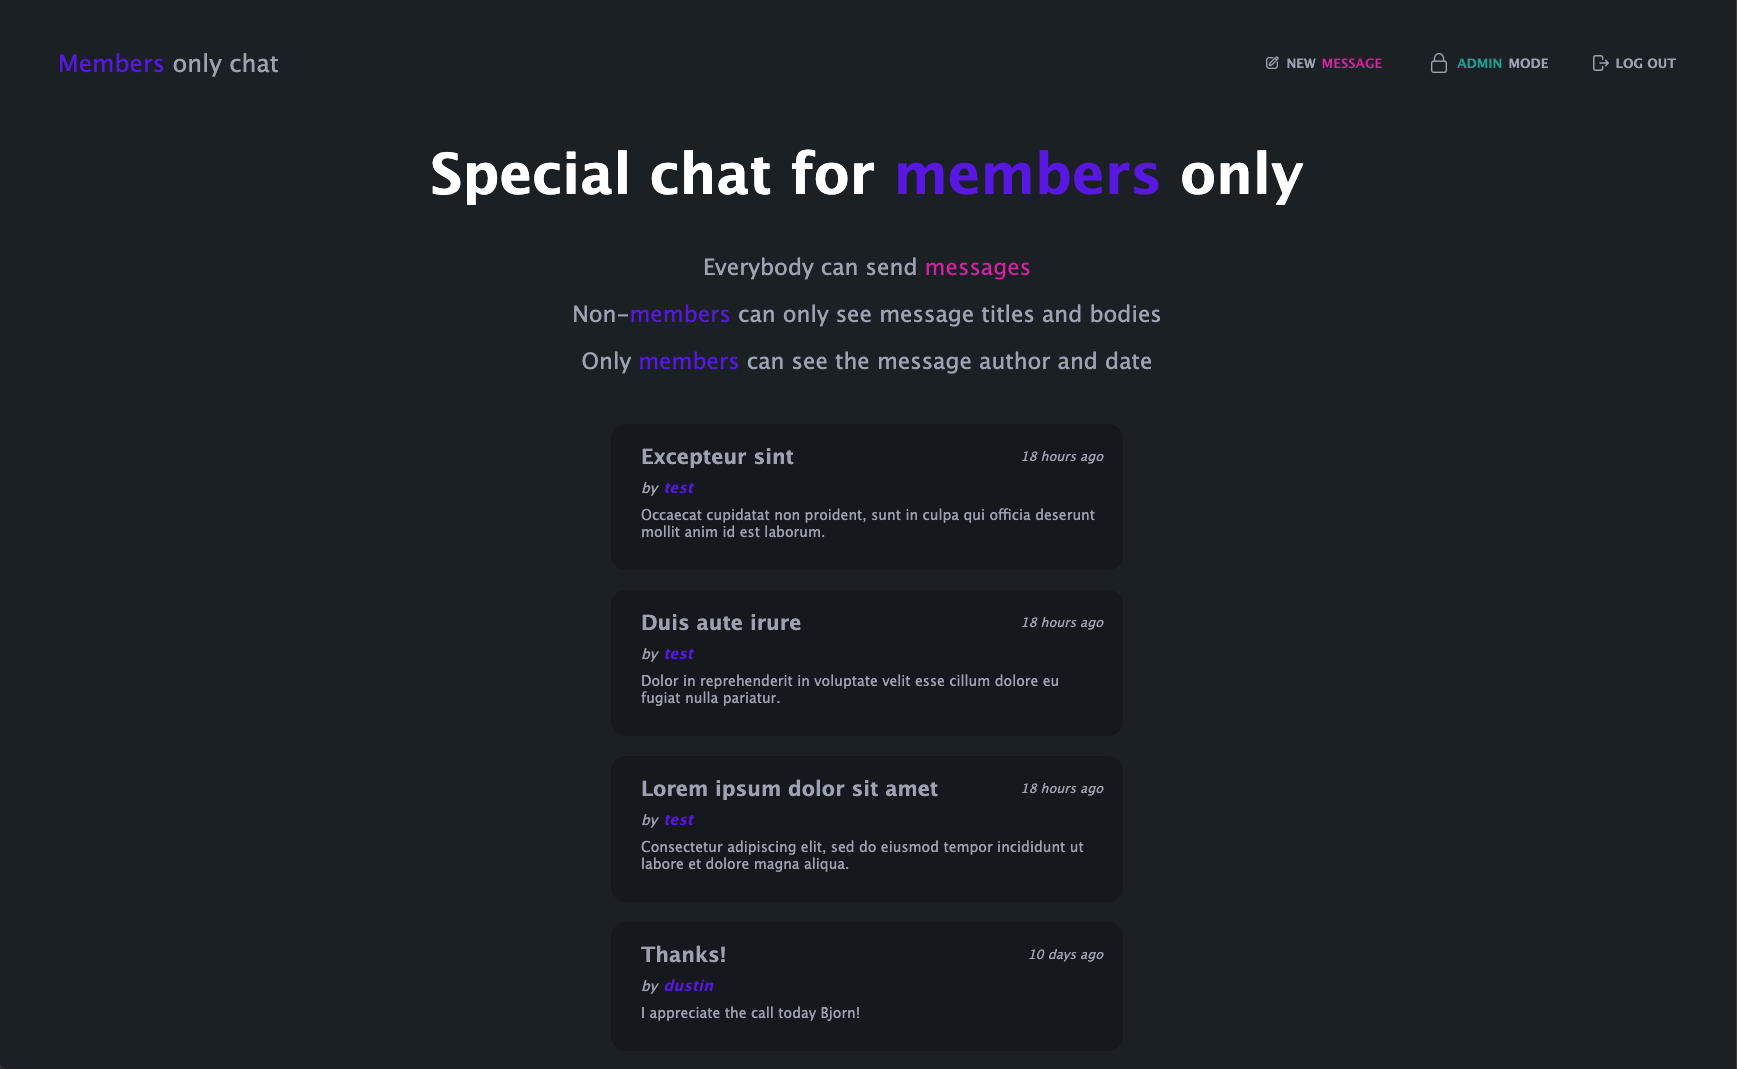 Members only chat
NEW MESSAGE
ADMIN MODE
LOG OUT
Special chat for members only
Everybody can send messages
Non-members can only see message titles and bodies
Only members can see the message author and date
Excepteur sint
18 hours ago
by test
Occaecat cupidatat non proident, sunt in culpa qui officia deserunt
mollit anim id est laborum.
Duis aute irure
18 hours ago
by test
Dolor in reprehenderit in voluptate velit esse cillum dolore eu
fugiat nulla pariatur.
Lorem ipsum dolor sit amet
18 hours ago
by test
Consectetur adipiscing elit, sed do eiusmod tempor incididunt ut
labore et dolore magna aliqua.
Thanks!
10 days ago
by dustin
I appreciate the call today Bjorn!